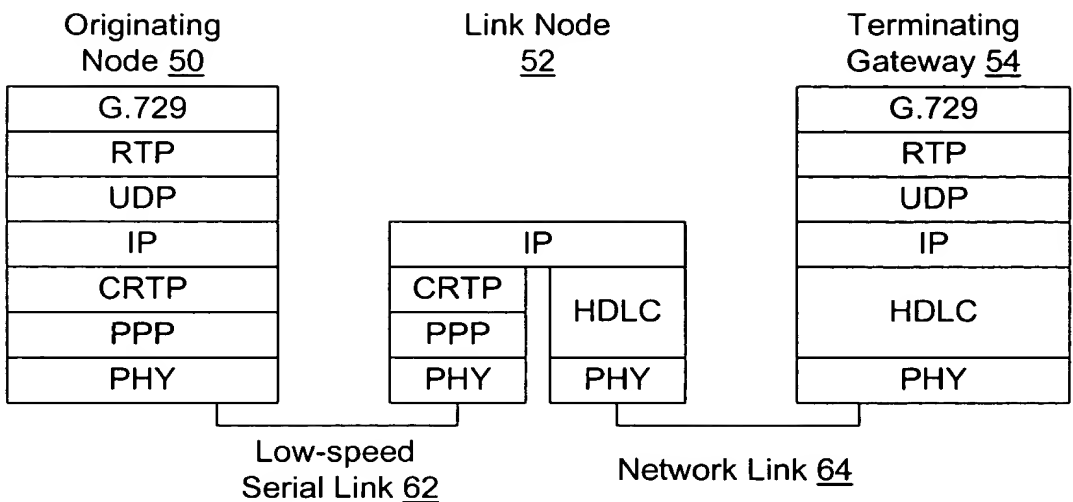 Originating
Node 50
G.729
RTP
UDP
IP
CRTP
PPP
PHY
Link Node
52
IP
CRTP
PPP
PHY
HDLC
PHY
Terminating
Gateway 54
G.729
RTP
UDP
IP
HDLC
PHY
Low-speed
Serial Link 62
Network Link 64